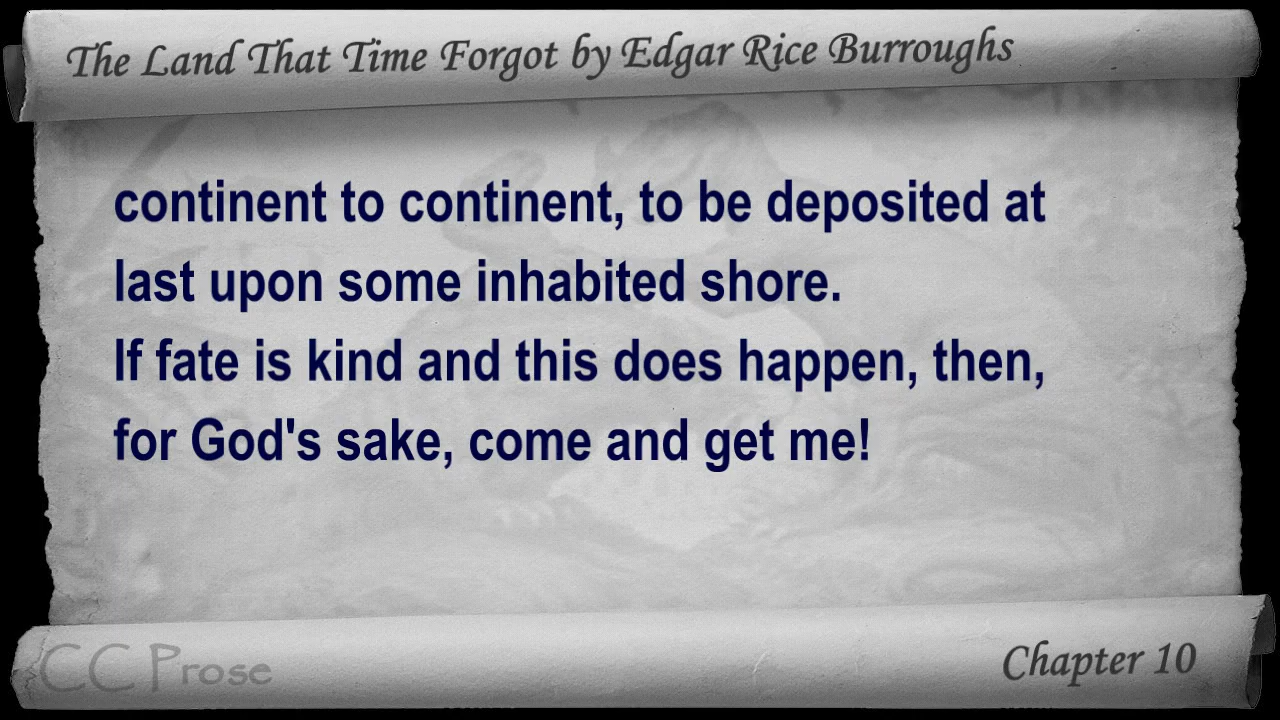 The Land That Time Forgot by Edgar Rice Burroughs
continent to continent, to be deposited at
last upon some inhabited shore.
If fate is kind and this does happen, then,
for God's sake, come and get me!
CC Prose
Chapter 10